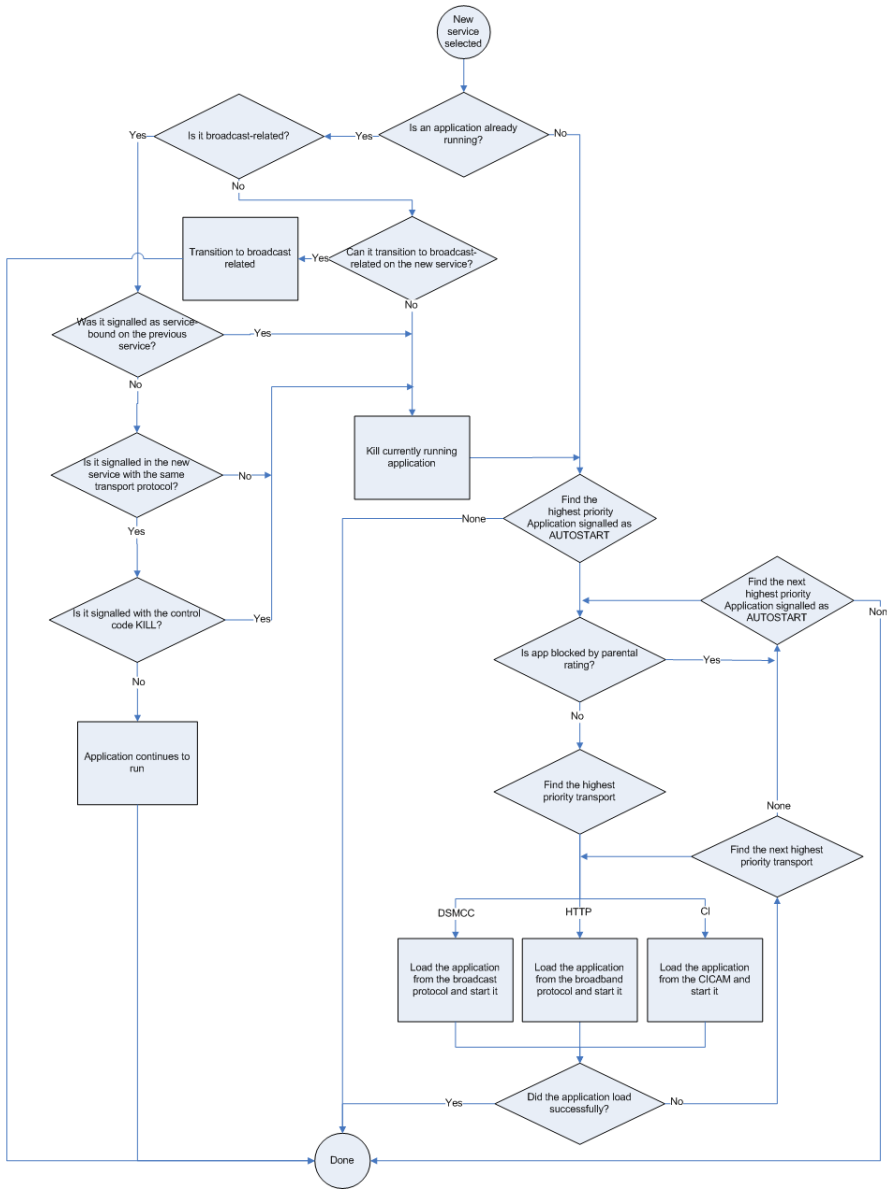 New
service
selected
Is an application already
running?
Yes
No
Is it broadcast-related?
Yes
No
Can it transition to broadcast-
related on the new service?
Yes
No
Transition to broadcast
related
Was it signalled as service-
bound on the previous
service?
Yes
No
Is it signalled in the new
service with the same
transport protocol?
No
Yes
Is it signalled with the control
code KILL?
Yes
No
Application continues to
run
Kill currently running
application
Find the
highest priority
Application signalled as
AUTOSTART
None
Find the next
highest priority
Application signalled as
AUTOSTART
Non
Is app blocked by parental
rating?
Yes
No
Find the highest
priority transport
None
Find the next highest
priority transport
DSMCC
HTTP
CI
Load the application
from the broadcast
protocol and start it
Load the application
from the broadband
protocol and start it
Load the application
from the CICAM and
start it
Did the application load
successfully?
Yes
No
Done